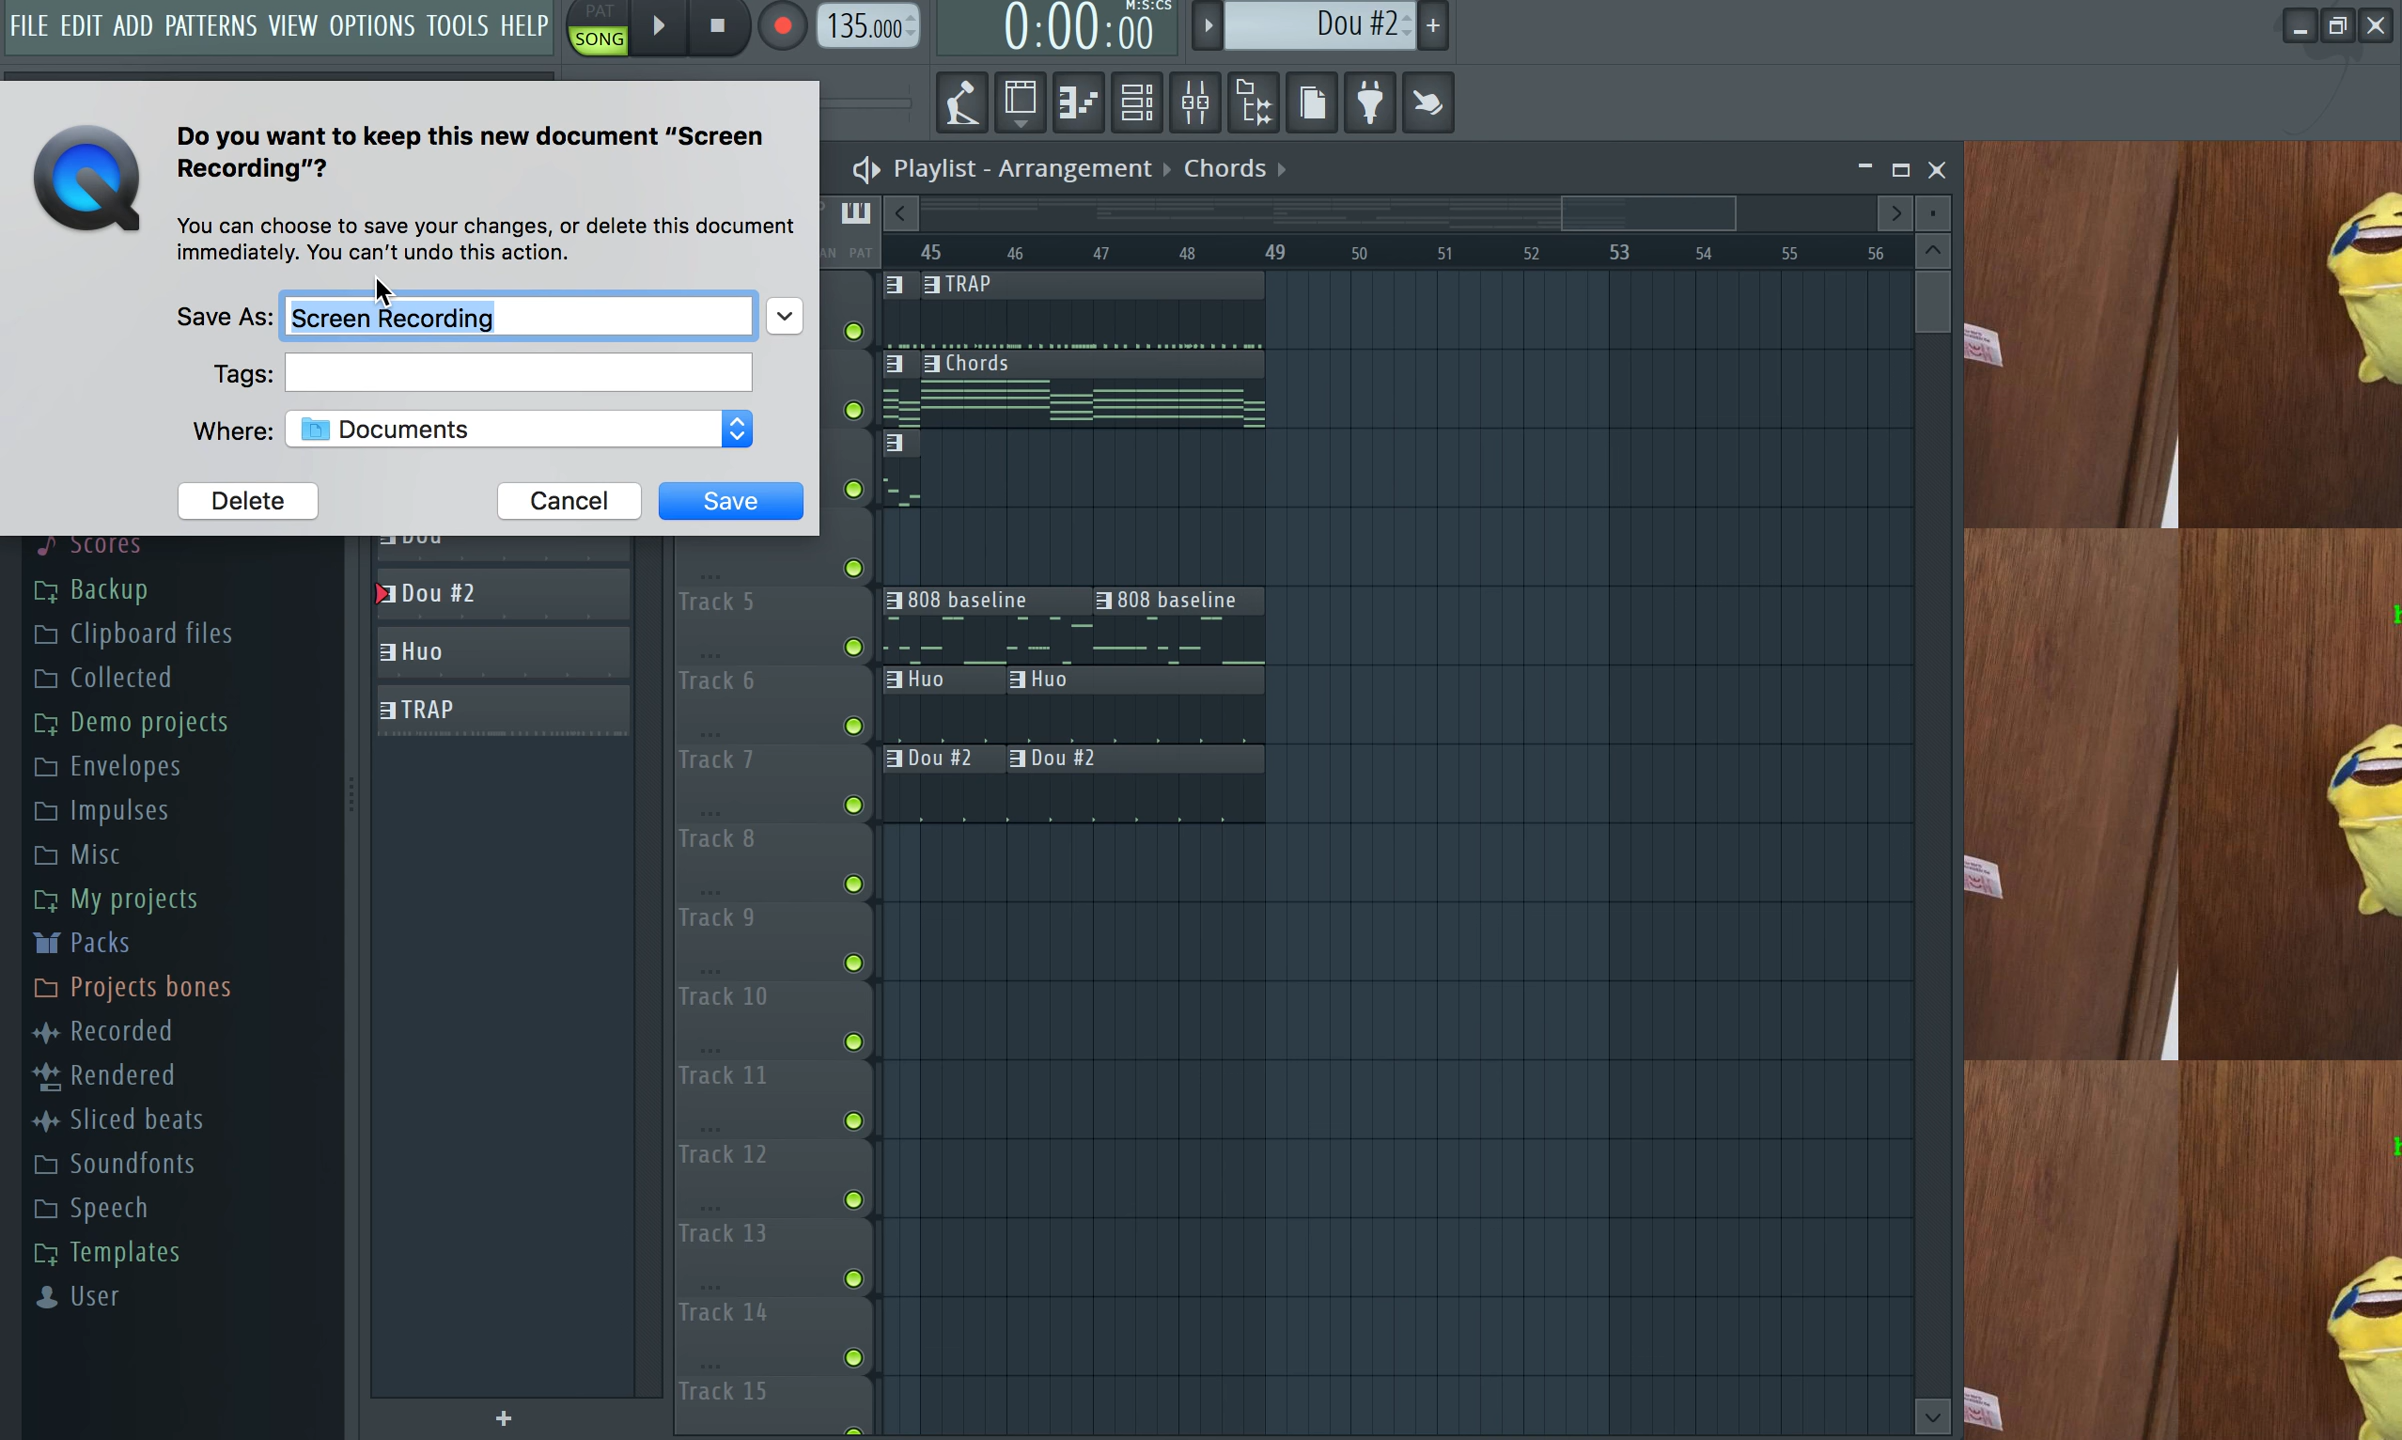 FILE EDIT ADD PATTERNS VIEW OPTIONS TOOLS HELP
PAT
SONG
135.000
M:S:CS
0:00:00
Dou #2
+
Do you want to keep this new document “Screen
Recording”?
You can choose to save your changes, or delete this document
immediately. You can’t undo this action.
Save As: Screen Recording
Tags:
Where: Documents
Delete
Cancel
Save
Playlist - Arrangement
Chords
PAT
45 46 47 48 49 50 51 52 53 54 55 56
TRAP
Chords
Scores
Backup
Clipboard files
Collected
Demo projects
Envelopes
Impulses
Misc
My projects
Packs
Projects bones
Recorded
Rendered
Sliced beats
Soundfonts
Speech
Templates
User
Dou
Dou #2
Huo
TRAP
+
Track 5
808 baseline
808 baseline
Track 6
Huo
Huo
Track 7
Dou #2
Dou #2
Track 8
Track 9
Track 10
Track 11
Track 12
Track 13
Track 14
Track 15